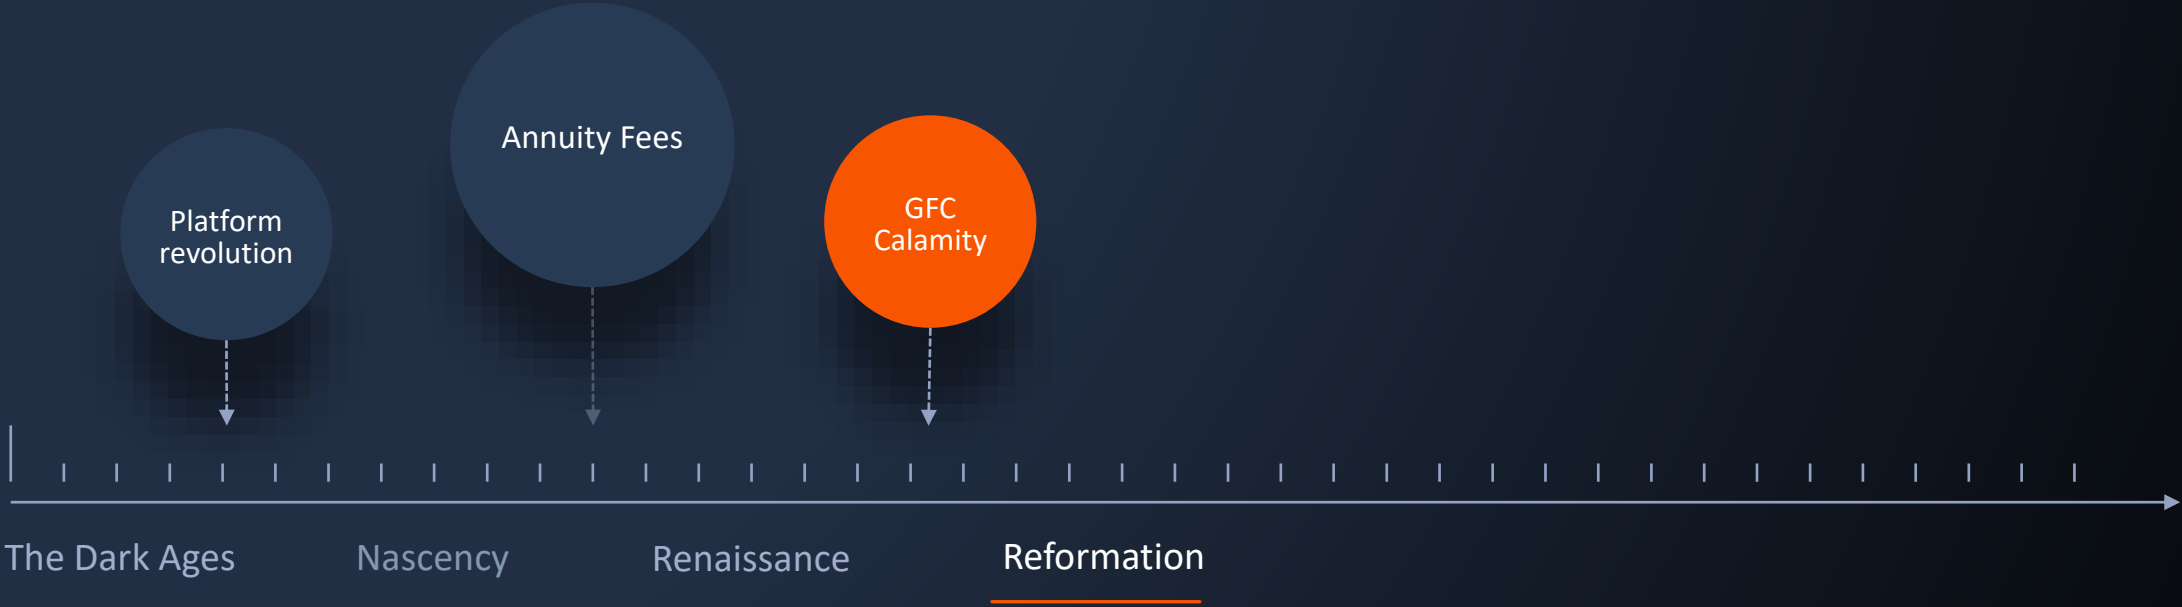 Annuity Fees
Platform
revolution
GFC
Calamity
The Dark Ages
Nascency
Renaissance
Reformation